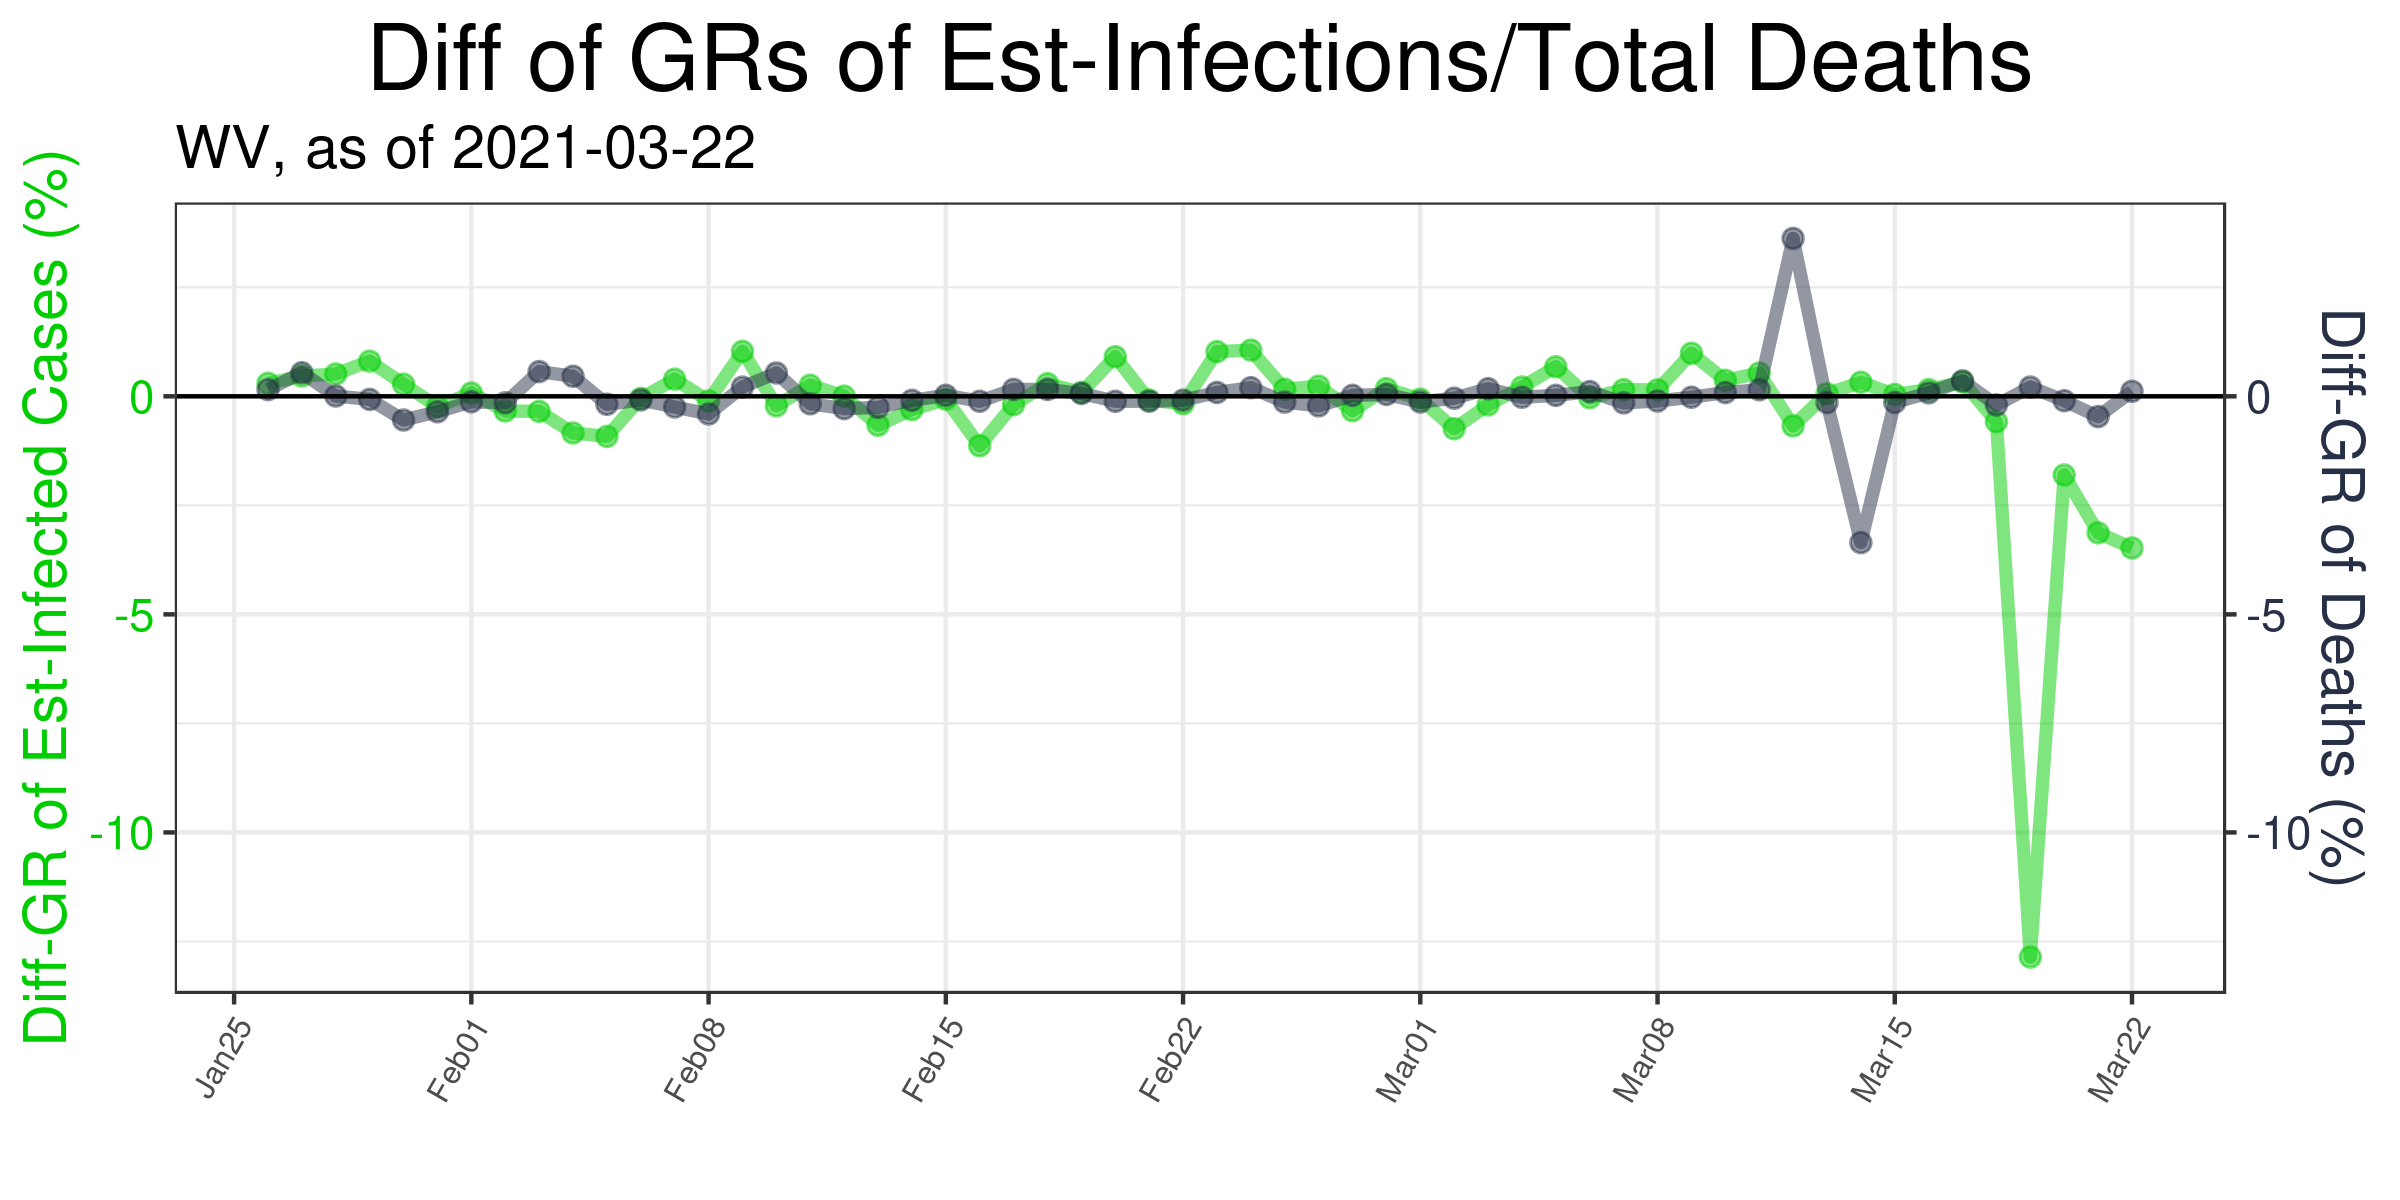 Diff of GRs of Est-Infections/Total Deaths
WV, as of 2021-03-22
Diff-GR of Est-Infected Cases (%)
0
-5
-10
0
-5
-10
Diff-GR of Deaths (%)
Jan25
Feb01
Feb08
Feb15
Feb22
Mar01
Mar08
Mar15
Mar22